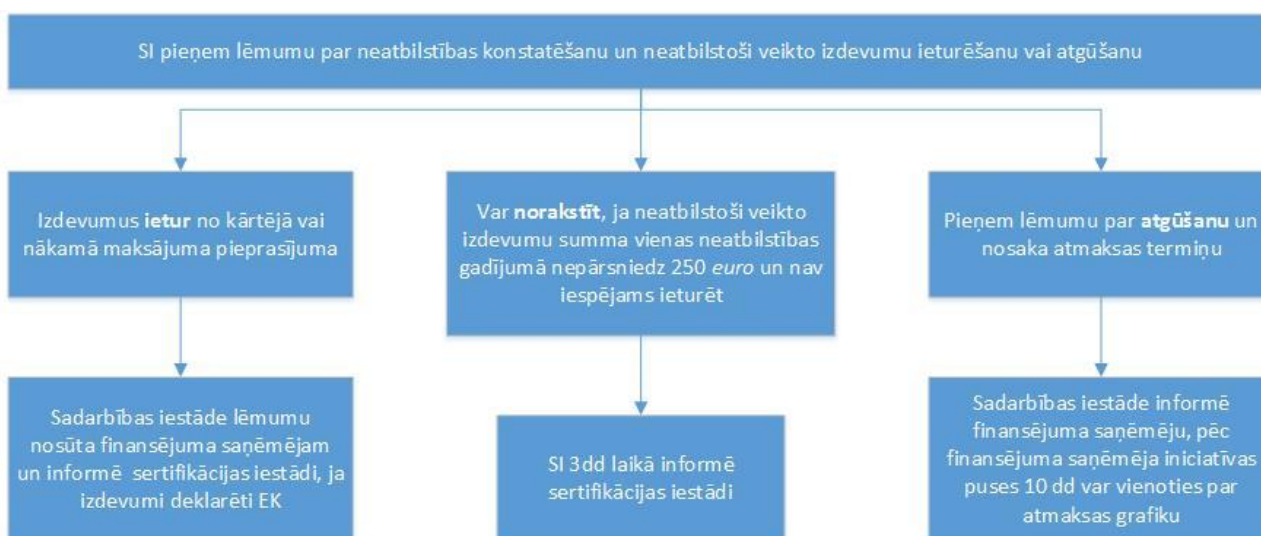 SI pieņem lēmumu par neatbilstības konstatēšanu un neatbilstoši veikto izdevumu ieturēšanu vai atgūšanu
Izdevumus ietur no kārtējā vai
nākamā maksājuma pieprasījuma
Var norakstīt, ja neatbilstoši veikto
izdevumu summa vienas neatbilstības
gadījumā nepārsniedz 250 euro un nav
iespējams ieturēt
Pieņem lēmumu par atgūšanu un
nosaka atmaksas termiņu
Sadarbības iestāde lēmumu
nosūta finansējuma saņēmējam
un informē sertifikācijas iestādi, ja
izdevumi deklarēti EK
SI 3dd laikā informē
sertifikācijas iestādi
Sadarbības iestāde informē
finansējuma saņēmēju, pēc
finansējuma saņēmēja iniciatīvas
puses 10 dd var vienoties par
atmaksas grafiku